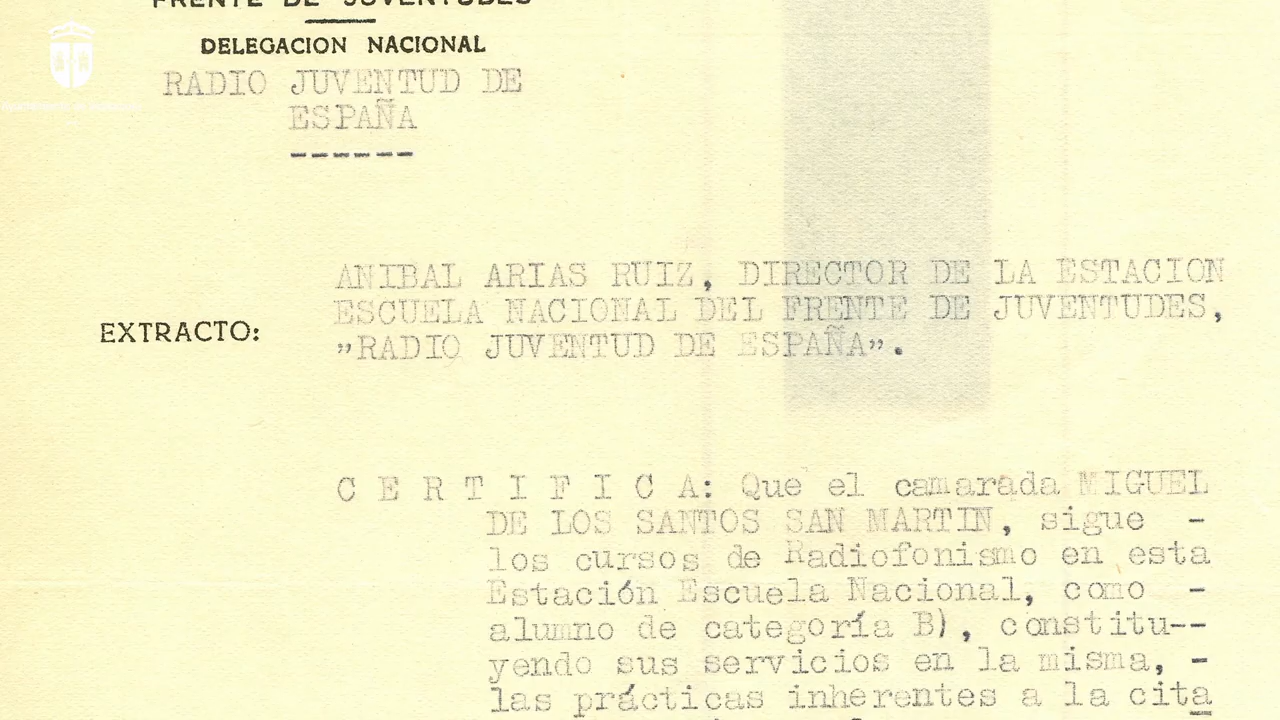 FRENTE DE JUVENTUDES
DELEGACION NACIONAL
RADIO JUVENTUD DE
ESPAÑA
------
ANIBAL ARIAS RUIZ, DIRECTOR DE LA ESTACION
ESCUELA NACIONAL DEL FRENTE DE JUVENTUDES,
"RADIO JUVENTUD DE ESPAÑA".
EXTRACTO:
C E R T I F I C A: Que el camarada MIGUEL
DE LOS SANTOS SAN MARTIN, sigue -
los cursos de Radiofonismo en esta
Estación Escuela Nacional, como -
alumno de categoría B), constitu--
yendo sus servicios en la misma, -
las prácticas inherentes a la cita